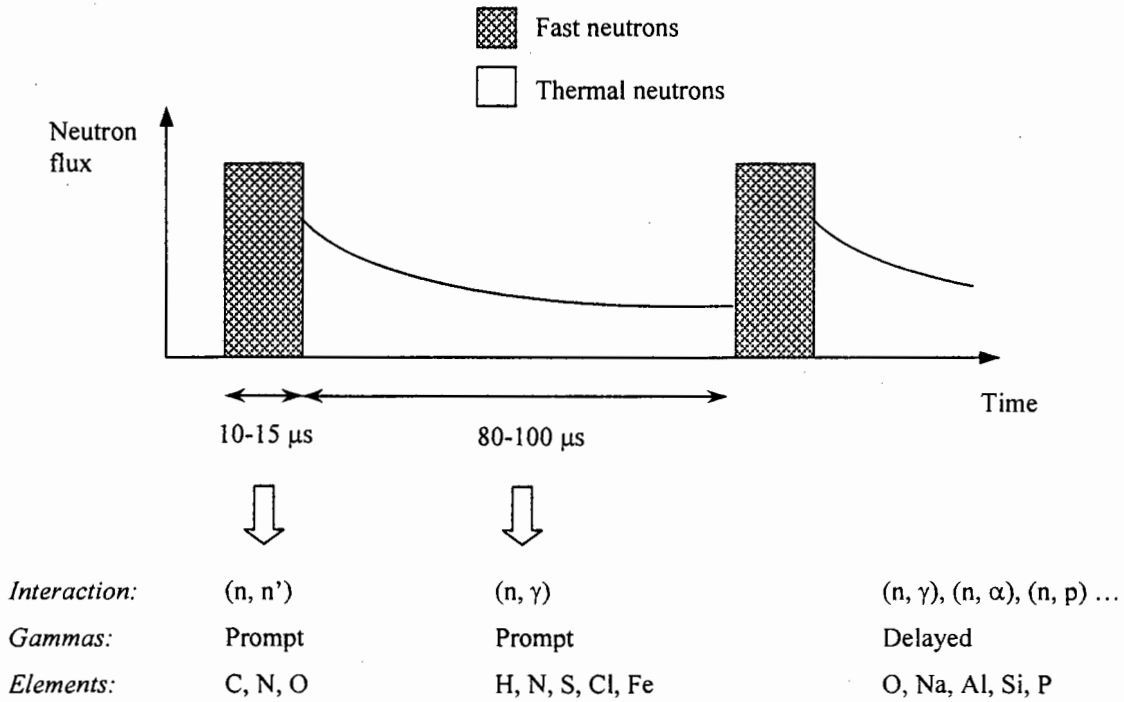 Fast neutrons
Thermal neutrons
Neutron
flux
Time
10-15 μs
80-100 μs
Interaction: (n, n') (n, γ) (n, γ), (n, α), (n, p) ...
Gammas: Prompt Prompt Delayed
Elements: C, N, O H, N, S, Cl, Fe O, Na, Al, Si, P